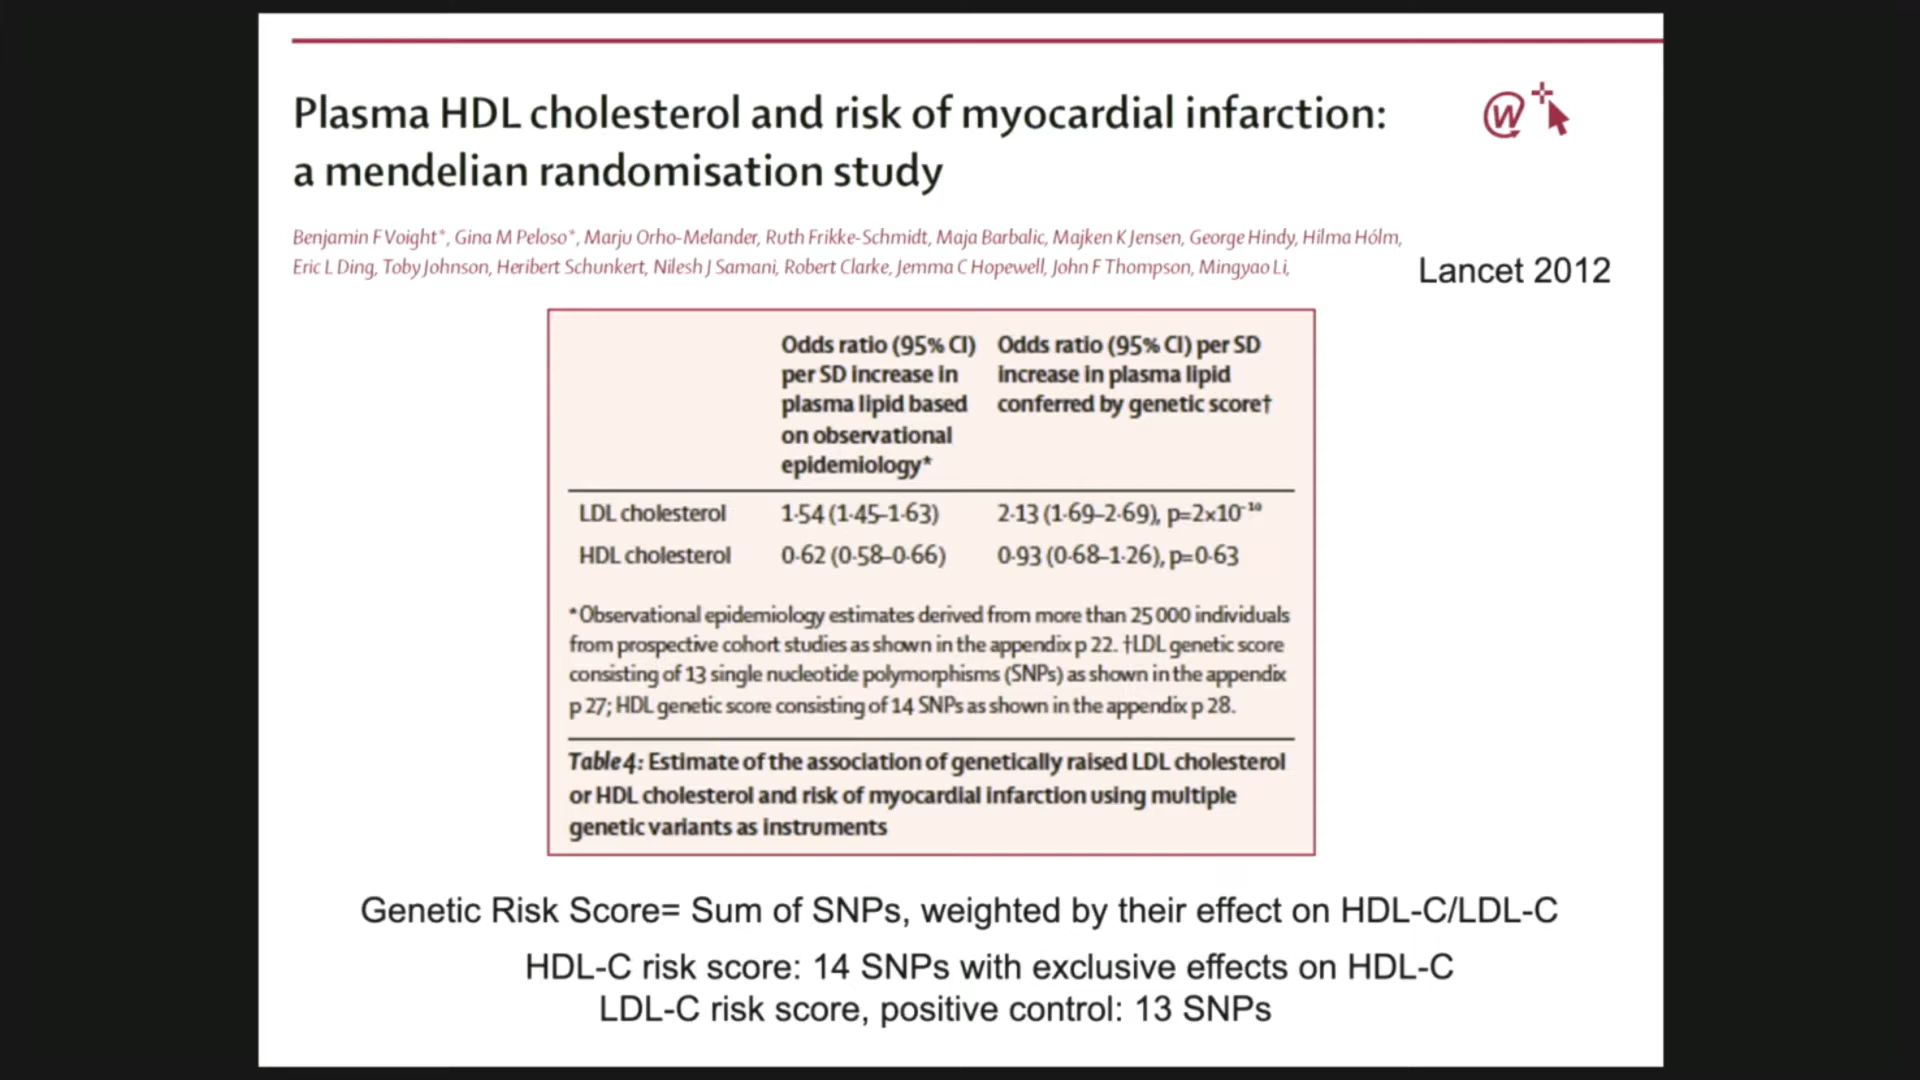 Plasma HDL cholesterol and risk of myocardial infarction:
a mendelian randomisation study
W
Benjamin F Voight*, Gina M Peloso*, Marju Orho-Melander, Ruth Frikke-Schmidt, Maja Barbalic, Majken K Jensen, George Hindy, Hilma Hólm,
Eric L Ding, Toby Johnson, Heribert Schunkert, Nilesh J Samani, Robert Clarke, Jemma C Hopewell, John F Thompson, Mingyao Li,
Lancet 2012
Odds ratio (95% CI)
per SD increase in
plasma lipid based
on observational
epidemiology*
Odds ratio (95% CI) per SD
increase in plasma lipid
conferred by genetic score†
LDL cholesterol 1·54 (1·45–1·63) 2·13 (1·69–2·69), p=2×10⁻¹⁰
HDL cholesterol 0·62 (0·58–0·66) 0·93 (0·68–1·26), p=0·63
*Observational epidemiology estimates derived from more than 25 000 individuals
from prospective cohort studies as shown in the appendix p 22. †LDL genetic score
consisting of 13 single nucleotide polymorphisms (SNPs) as shown in the appendix
p 27; HDL genetic score consisting of 14 SNPs as shown in the appendix p 28.
Table 4: Estimate of the association of genetically raised LDL cholesterol
or HDL cholesterol and risk of myocardial infarction using multiple
genetic variants as instruments
Genetic Risk Score= Sum of SNPs, weighted by their effect on HDL-C/LDL-C
HDL-C risk score: 14 SNPs with exclusive effects on HDL-C
LDL-C risk score, positive control: 13 SNPs